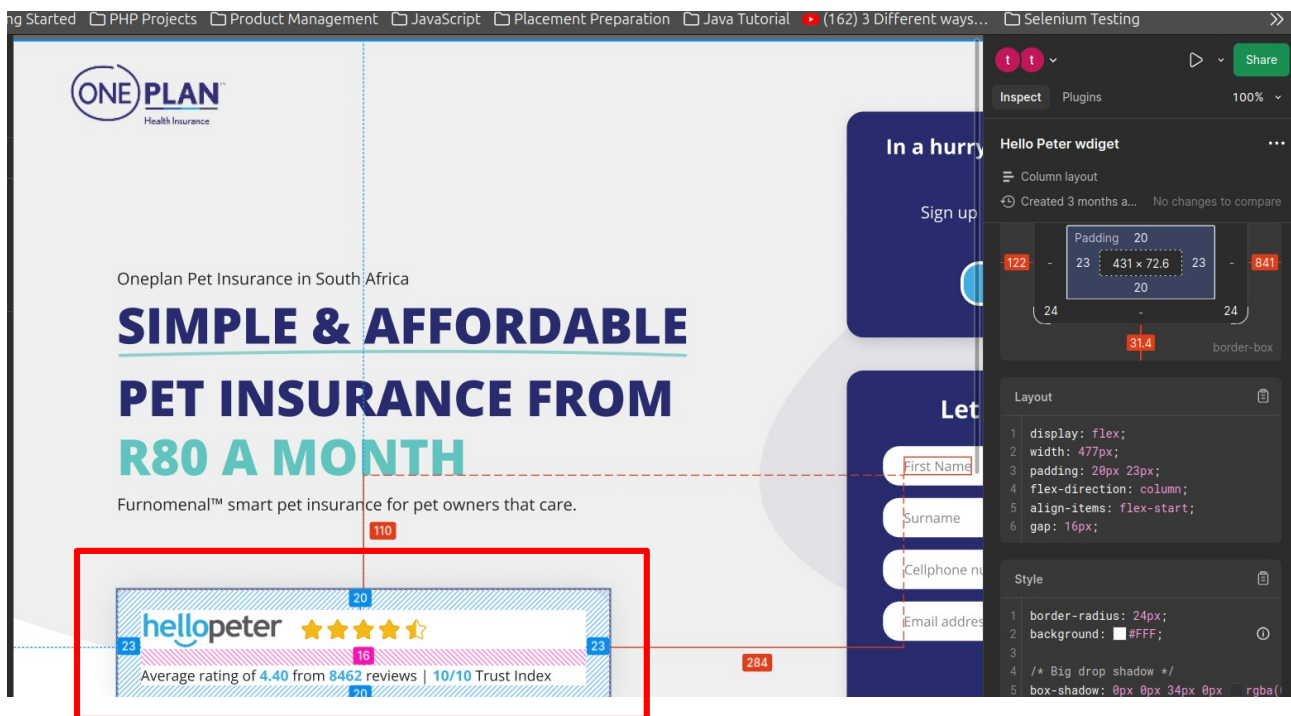 ng Started PHP Projects Product Management JavaScript Placement Preparation Java Tutorial (162) 3 Different ways... Selenium Testing
ONE PLAN
Health Insurance
Oneplan Pet Insurance in South Africa
SIMPLE & AFFORDABLE
PET INSURANCE FROM
R80 A MONTH
Furnomenal™ smart pet insurance for pet owners that care.
110
20
hellopeter
23
23
16
Average rating of 4.40 from 8462 reviews | 10/10 Trust Index
20
284
In a hurry
Sign up
Let
First Name
Surname
Cellphone nu
Email addres
t t Share
Inspect Plugins 100%
Hello Peter wdiget
Column layout
Created 3 months a... No changes to compare
Padding 20
122 - 23 431 × 72.6 23 - 841
20
24 - 24
31.4
border-box
Layout
1 display: flex;
2 width: 477px;
3 padding: 20px 23px;
4 flex-direction: column;
5 align-items: flex-start;
6 gap: 16px;
Style
1 border-radius: 24px;
2 background: #FFF;
3
4 /* Big drop shadow */
5 box-shadow: 0px 0px 34px 0px rgba(